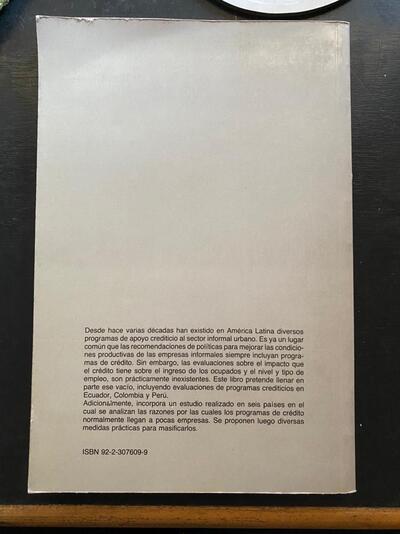 Desde hace varias décadas han existido en América Latina diversos
programas de apoyo crediticio al sector informal urbano. Es ya un lugar
común que las recomendaciones de políticas para mejorar las condicio-
nes productivas de las empresas informales siempre incluyan progra-
mas de crédito. Sin embargo, las evaluaciones sobre el impacto que
el crédito tiene sobre el ingreso de los ocupados y el nivel y tipo de
empleo, son prácticamente inexistentes. Este libro pretende llenar en
parte ese vacío, incluyendo evaluaciones de programas crediticios en
Ecuador, Colombia y Perú.
Adicionalmente, incorpora un estudio realizado en seis países en el
cual se analizan las razones por las cuales los programas de crédito
normalmente llegan a pocas empresas. Se proponen luego diversas
medidas prácticas para masificarlos.
ISBN 92-2-307609-9